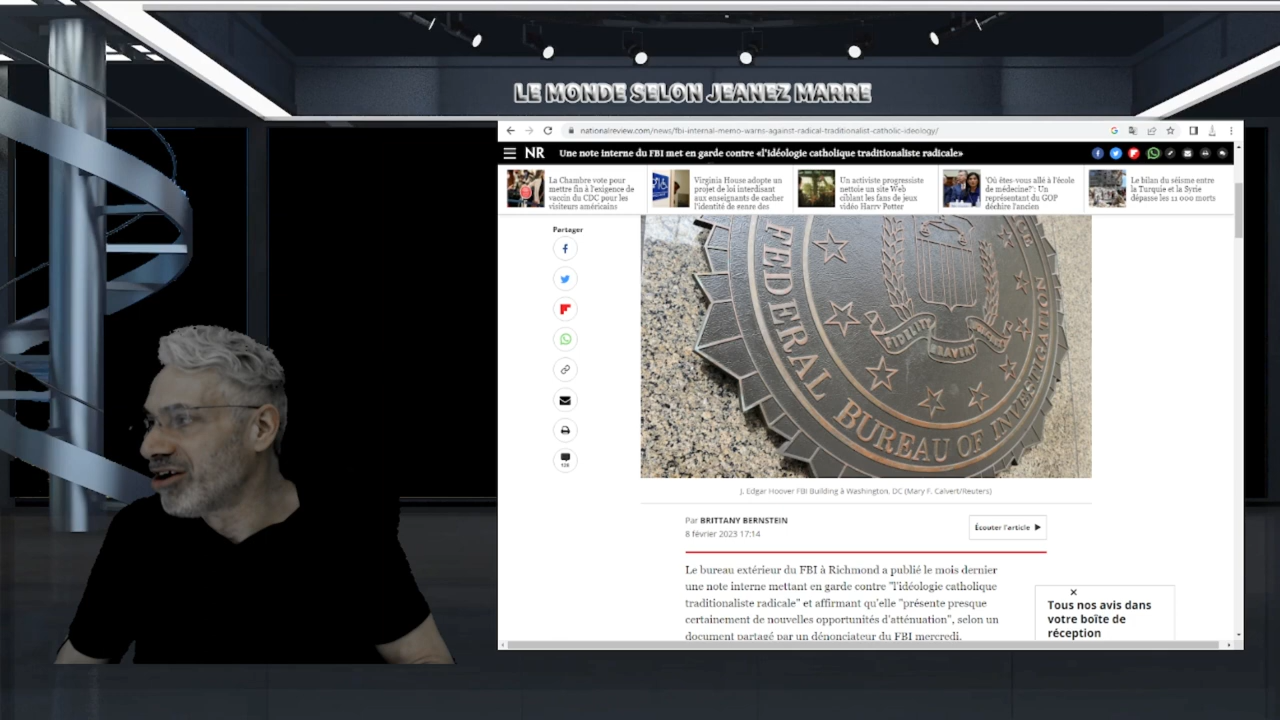 LE MONDE SELON JEANEZ MARRE
nationalreview.com/news/fbi-internal-memo-warns-against-radical-traditionalist-catholic-ideology/
NR
Une note interne du FBI met en garde contre «l'idéologie catholique traditionaliste radicale»
La Chambre vote pour
mettre fin à l'exigence de
vaccin du CDC pour les
visiteurs américains
Virginia House adopte un
projet de loi interdisant
aux enseignants de cacher
l'identité de genre des
Un activiste progressiste
nettoie un site Web
ciblant les fans de jeux
vidéo Harry Potter
'Où êtes-vous allé à l'école
de médecine?': Un
représentant du GOP
déchire l'ancien
Le bilan du séisme entre
la Turquie et la Syrie
dépasse les 11 000 morts
Partager
FEDERAL BUREAU OF INVESTIGATION
FIDELITY
BRAVERY
J. Edgar Hoover FBI Building à Washington, DC (Mary F. Calvert/Reuters)
Par BRITTANY BERNSTEIN
8 février 2023 17:14
Écouter l'article
Le bureau extérieur du FBI à Richmond a publié le mois dernier
une note interne mettant en garde contre "l'idéologie catholique
traditionaliste radicale" et affirmant qu'elle "présente presque
certainement de nouvelles opportunités d'atténuation", selon un
document partagé par un dénonciateur du FBI mercredi.
Tous nos avis dans
votre boîte de
réception